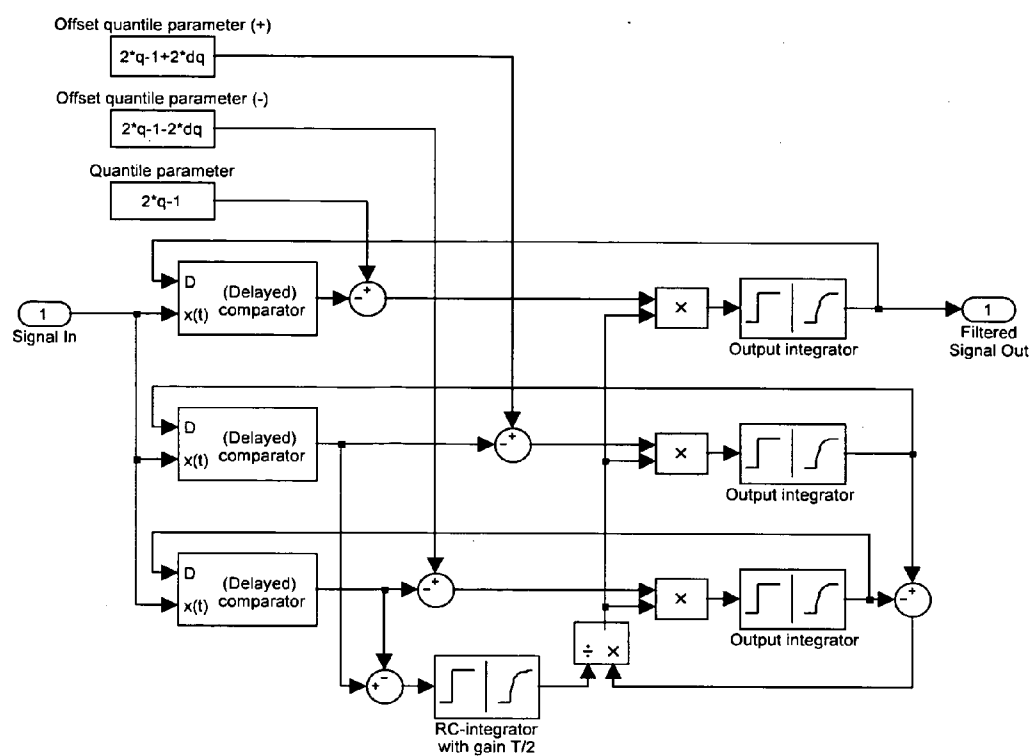 Offset quantile parameter (+)
2*q-1+2*dq
Offset quantile parameter (-)
2*q-1-2*dq
Quantile parameter
2*q-1
1
Signal In
D
x(t)
(Delayed)
comparator
- +
×
Output integrator
1
Filtered
Signal Out
D
x(t)
(Delayed)
comparator
- +
×
Output integrator
D
x(t)
(Delayed)
comparator
- +
×
Output integrator
- +
÷ ×
+ -
RC-integrator
with gain T/2